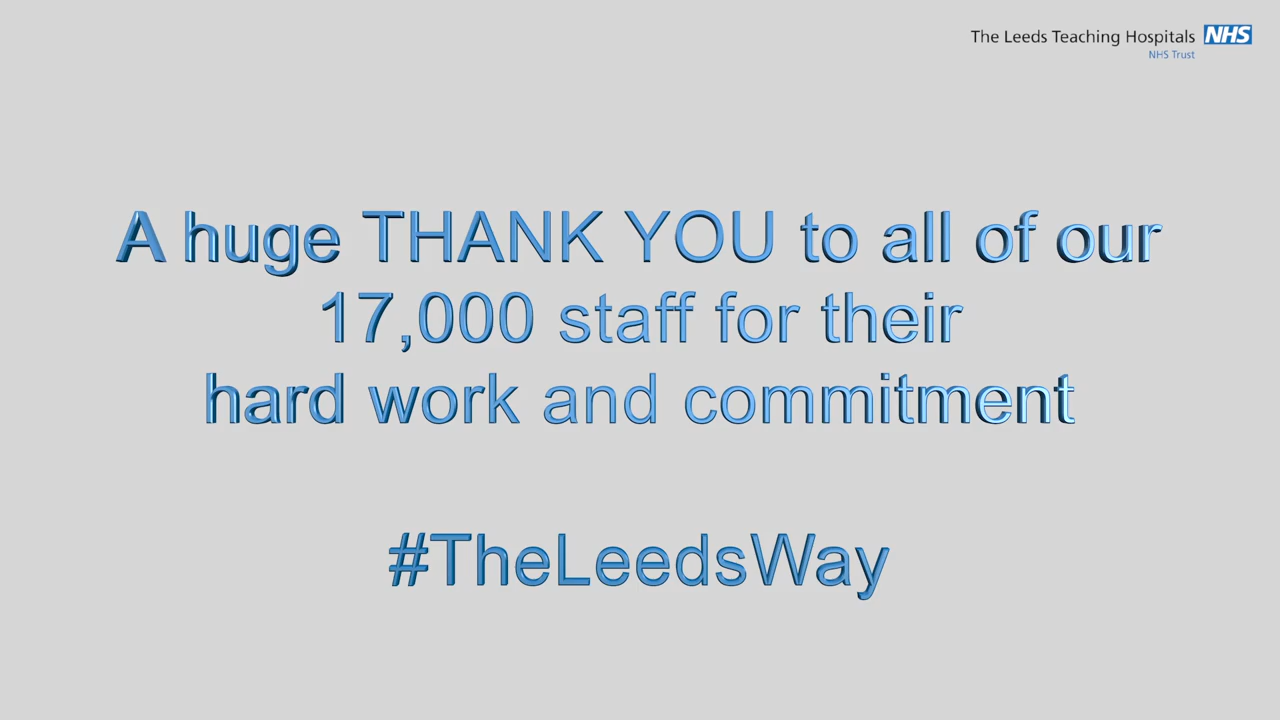 The Leeds Teaching Hospitals NHS
NHS Trust
A huge THANK YOU to all of our
17,000 staff for their
hard work and commitment
#TheLeedsWay